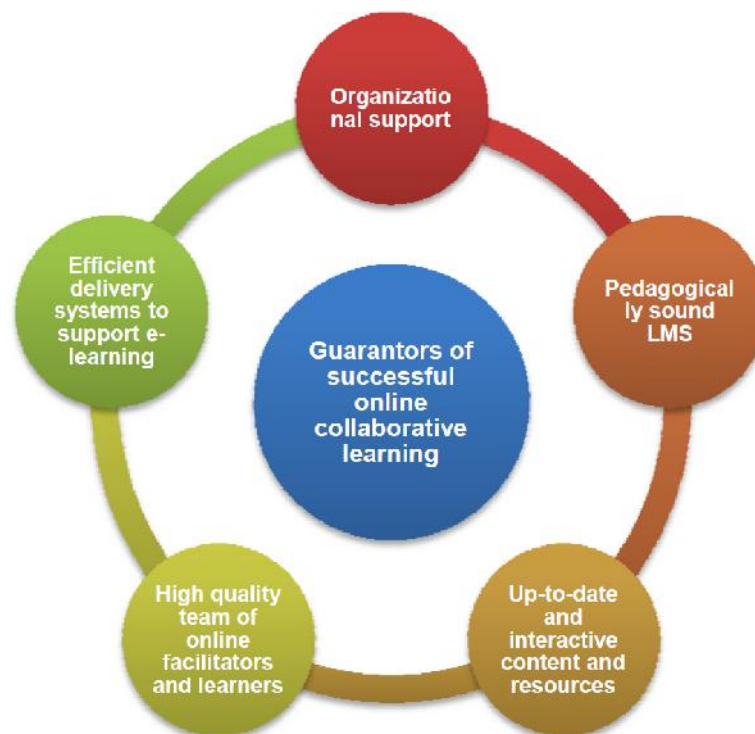 Organizatio
nal support
Pedagogical
ly sound
LMS
Up-to-date
and
interactive
content and
resources
High quality
team of
online
facilitators
and learners
Efficient
delivery
systems to
support e-
learning
Guarantors of
successful
online
collaborative
learning